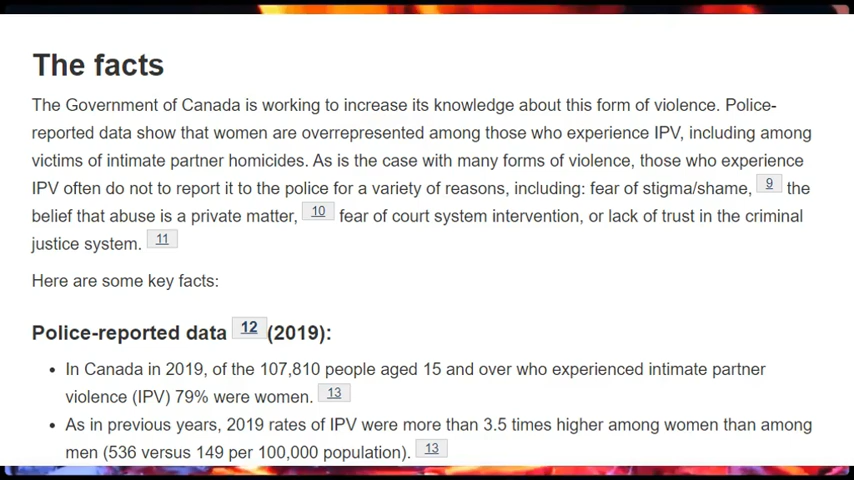 The facts
The Government of Canada is working to increase its knowledge about this form of violence. Police-
reported data show that women are overrepresented among those who experience IPV, including among
victims of intimate partner homicides. As is the case with many forms of violence, those who experience
IPV often do not to report it to the police for a variety of reasons, including: fear of stigma/shame, 9 the
belief that abuse is a private matter, 10 fear of court system intervention, or lack of trust in the criminal
justice system. 11
Here are some key facts:
Police-reported data 12 (2019):
• In Canada in 2019, of the 107,810 people aged 15 and over who experienced intimate partner
violence (IPV) 79% were women. 13
• As in previous years, 2019 rates of IPV were more than 3.5 times higher among women than among
men (536 versus 149 per 100,000 population). 13